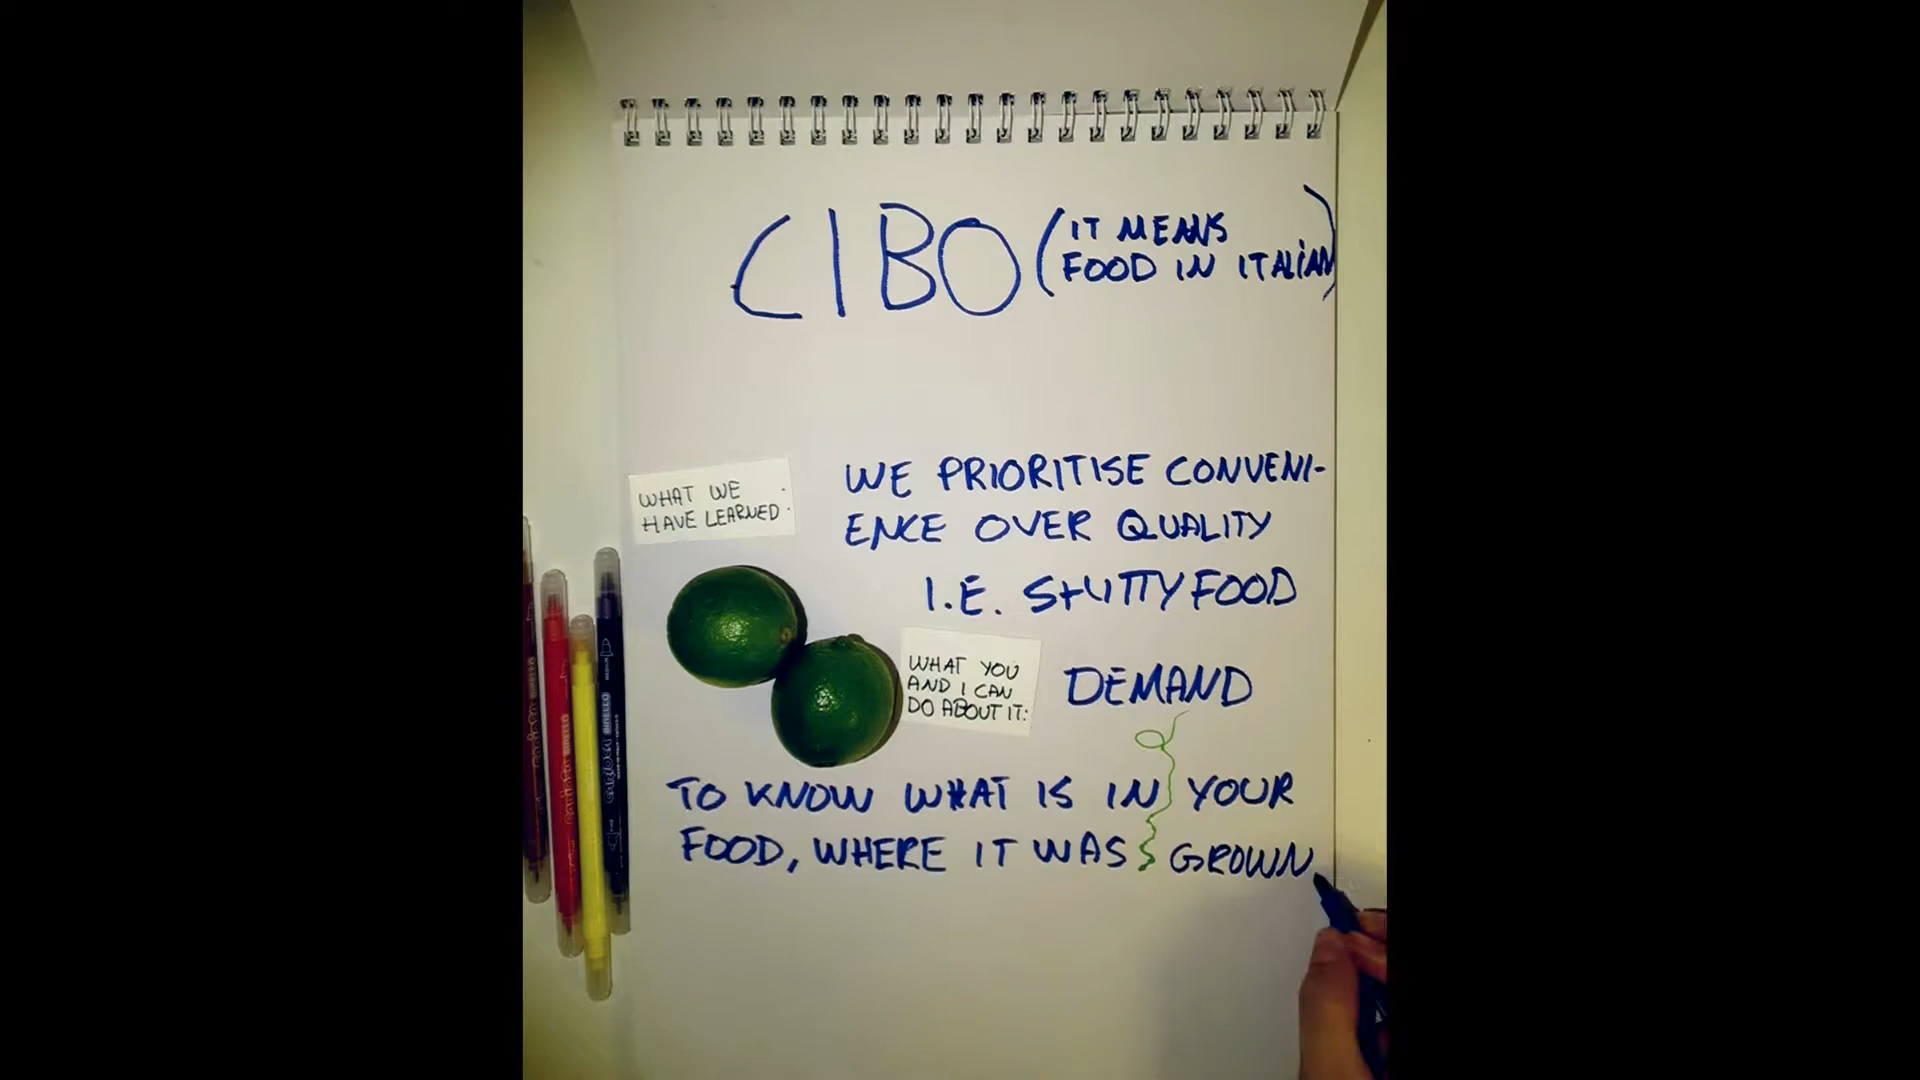 CIBO (IT MEANS
FOOD IN ITALIAN)
WHAT WE
HAVE LEARNED
WE PRIORITISE CONVENI-
ENCE OVER QUALITY
I.E. SHITTY FOOD
WHAT YOU
AND I CAN
DO ABOUT IT:
DEMAND
TO KNOW WHAT IS IN YOUR
FOOD, WHERE IT WAS GROWN